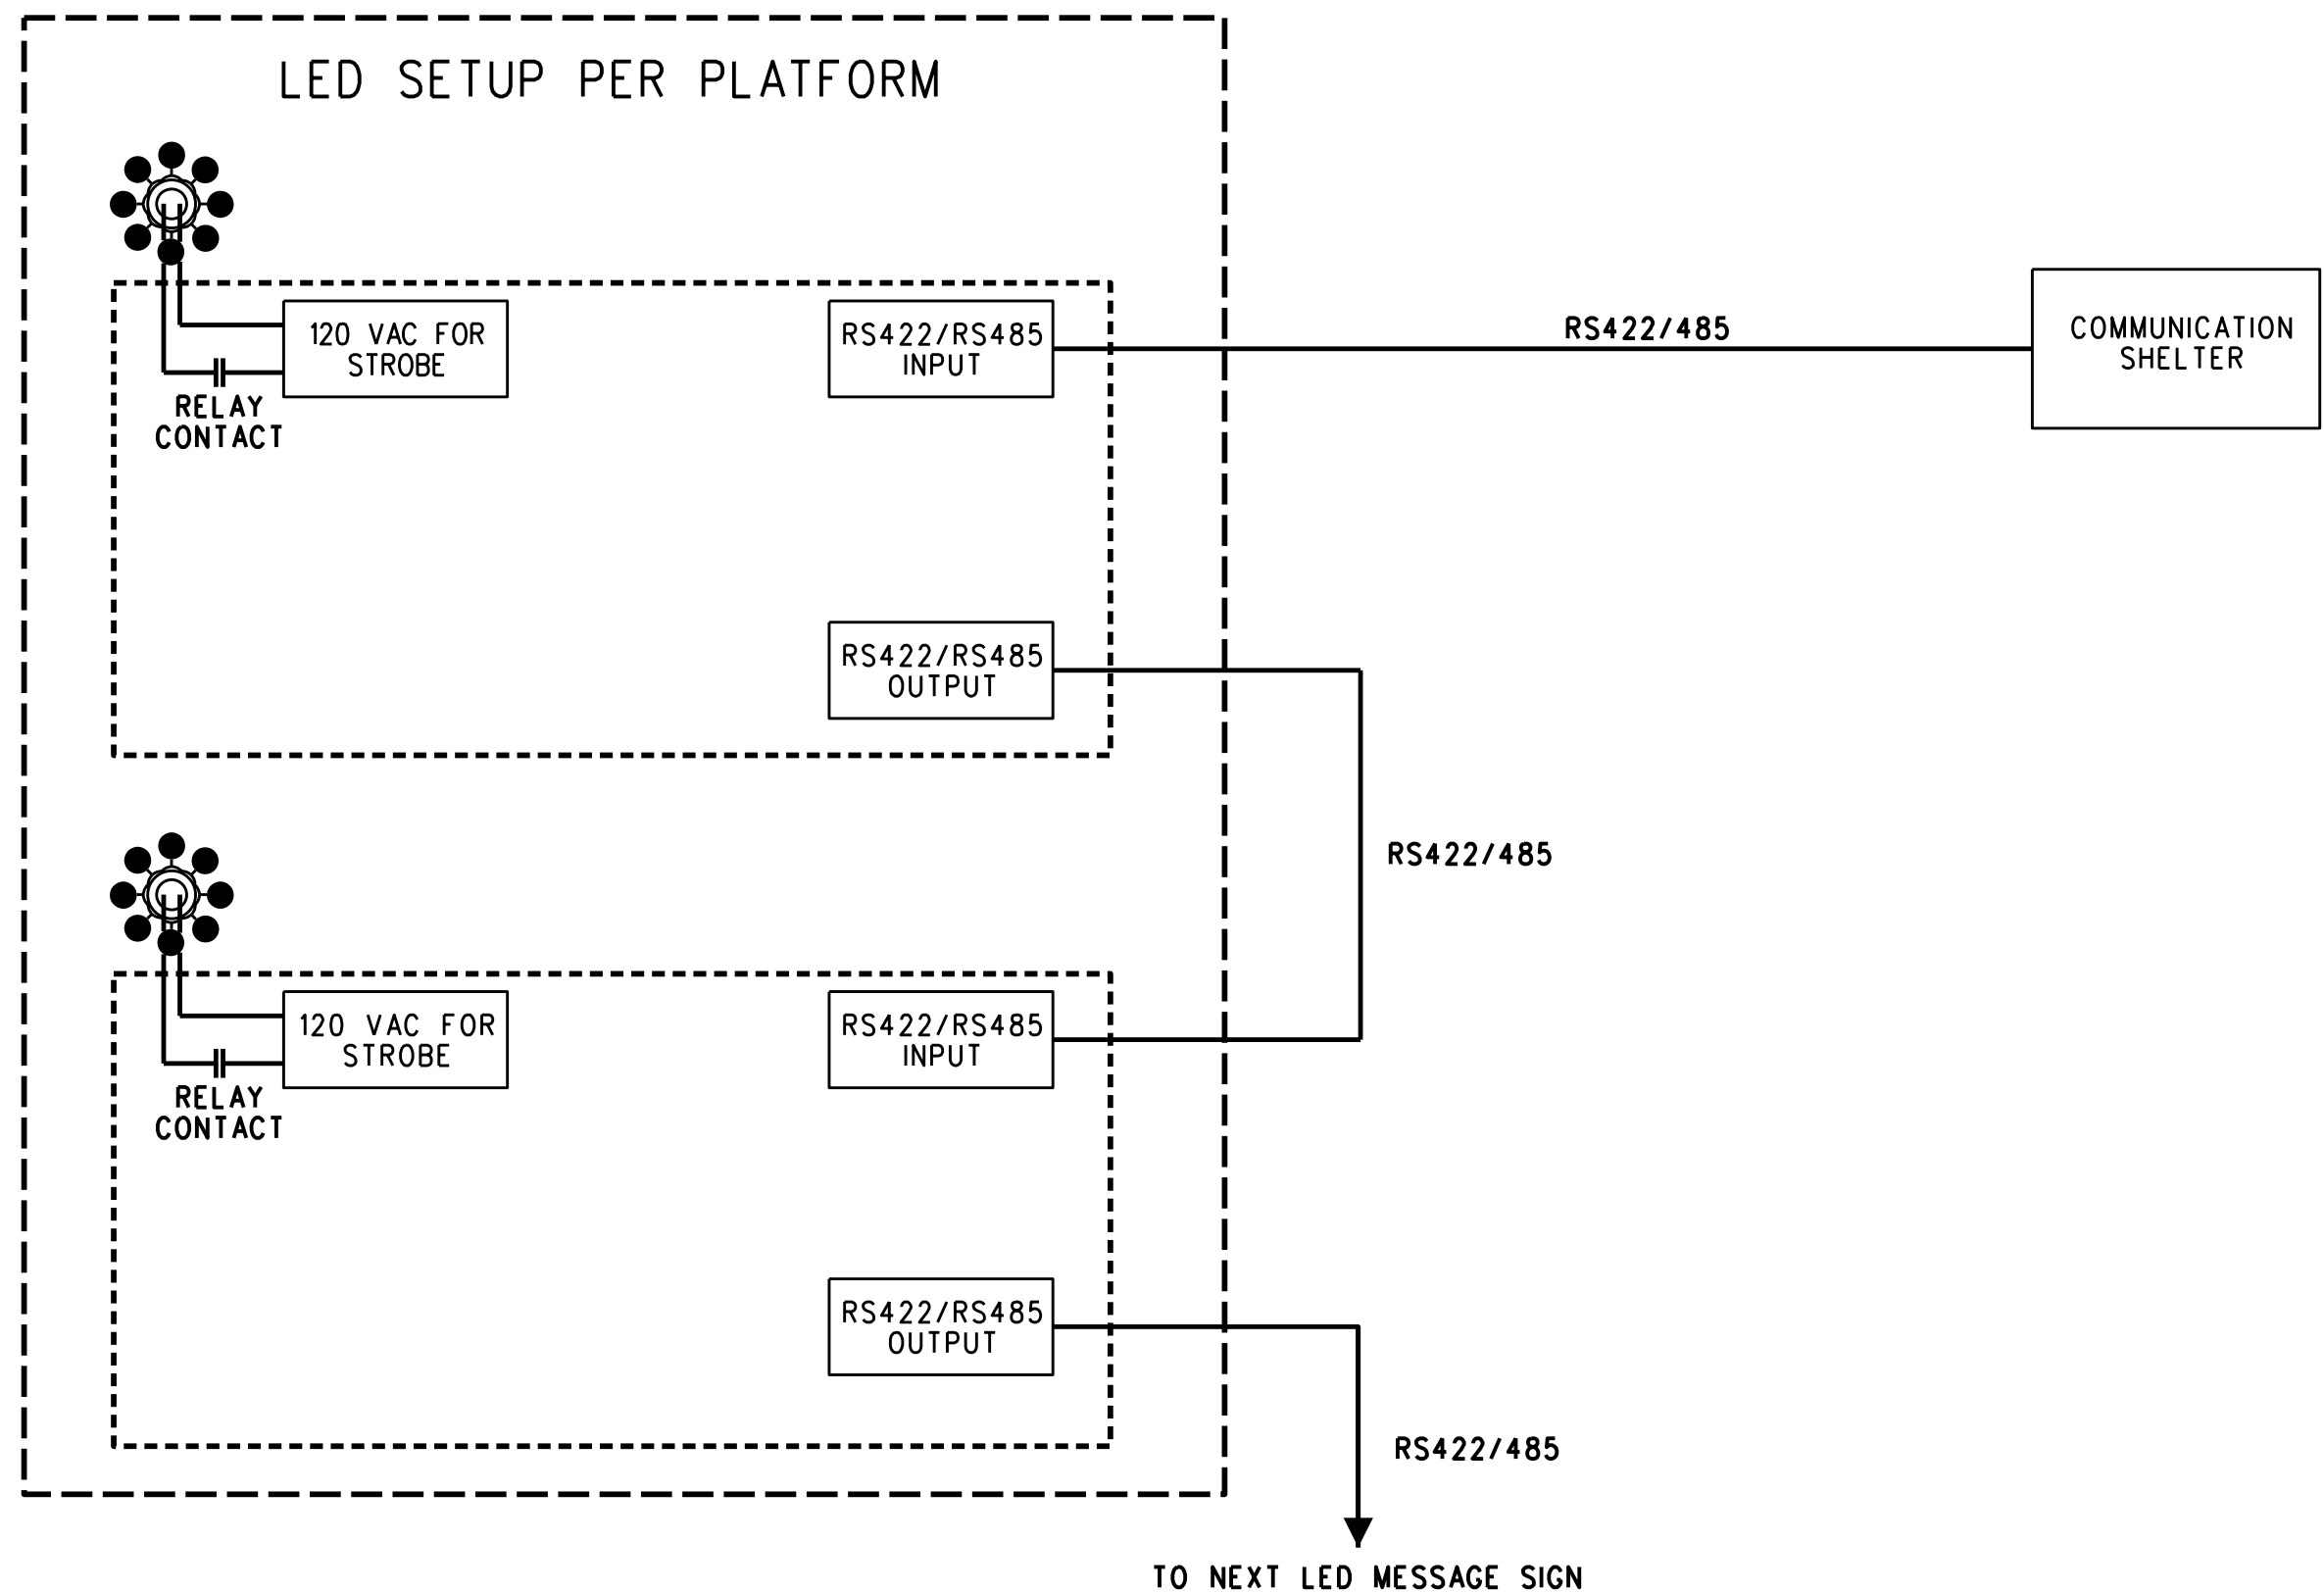 LED SETUP PER PLATFORM
120 VAC FOR
STROBE
RS422/RS485
INPUT
RS422/485
COMMUNICATION
SHELTER
RELAY
CONTACT
RS422/RS485
OUTPUT
RS422/485
120 VAC FOR
STROBE
RS422/RS485
INPUT
RELAY
CONTACT
RS422/RS485
OUTPUT
RS422/485
TO NEXT LED MESSAGE SIGN